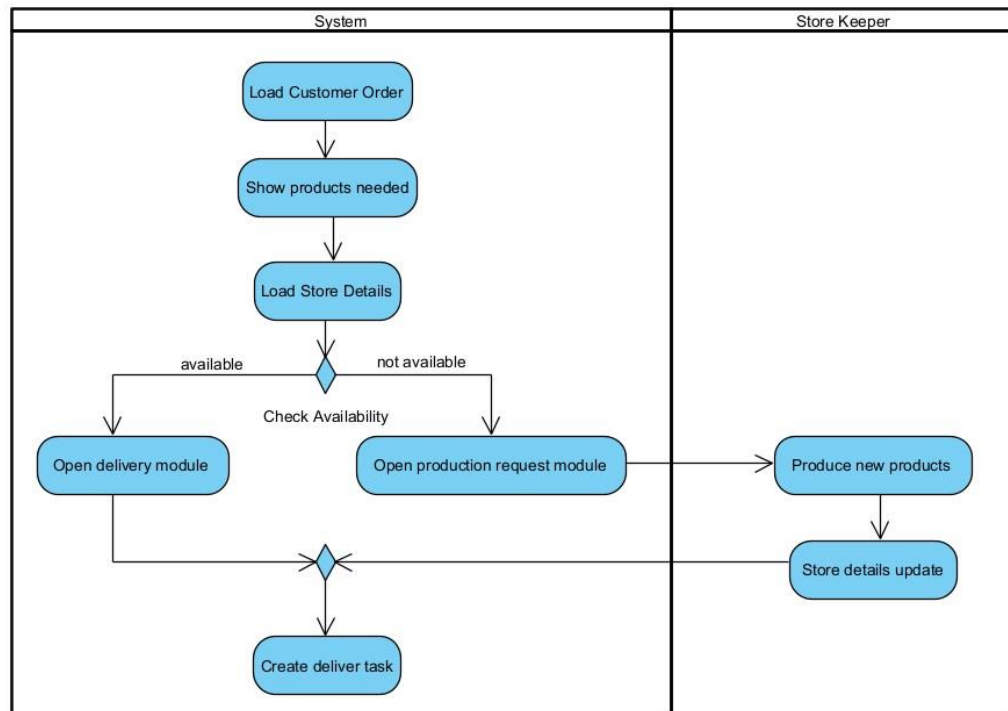 System
Store Keeper
Load Customer Order
Show products needed
Load Store Details
available
not available
Check Availability
Open delivery module
Open production request module
Produce new products
Store details update
Create deliver task